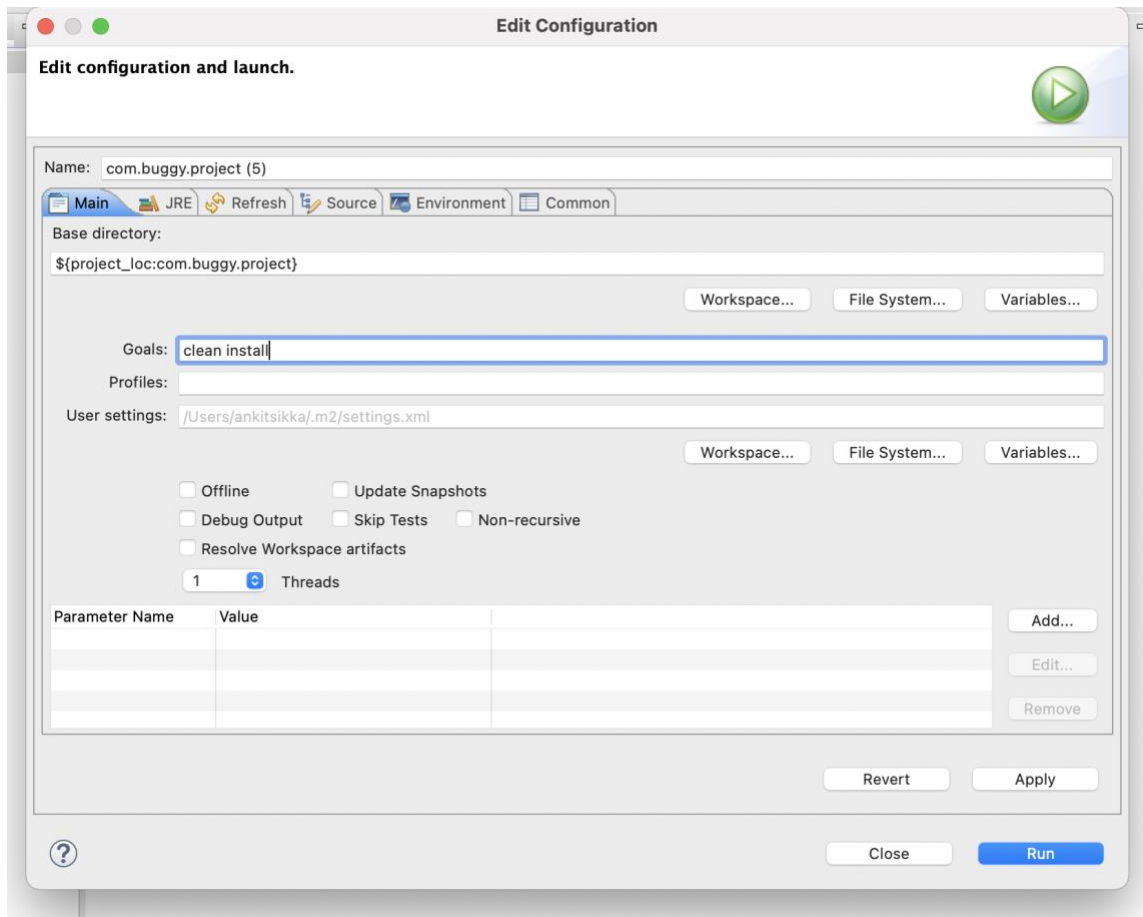 Edit Configuration
Edit configuration and launch.
Name: com.buggy.project (5)
Main JRE Refresh Source Environment Common
Base directory:
${project_loc:com.buggy.project}
Workspace... File System... Variables...
Goals: clean install
Profiles:
User settings: /Users/ankitsikka/.m2/settings.xml
Workspace... File System... Variables...
Offline Update Snapshots
Debug Output Skip Tests Non-recursive
Resolve Workspace artifacts
1 Threads
Parameter Name Value Add...
Edit...
Remove
Revert Apply
? Close Run